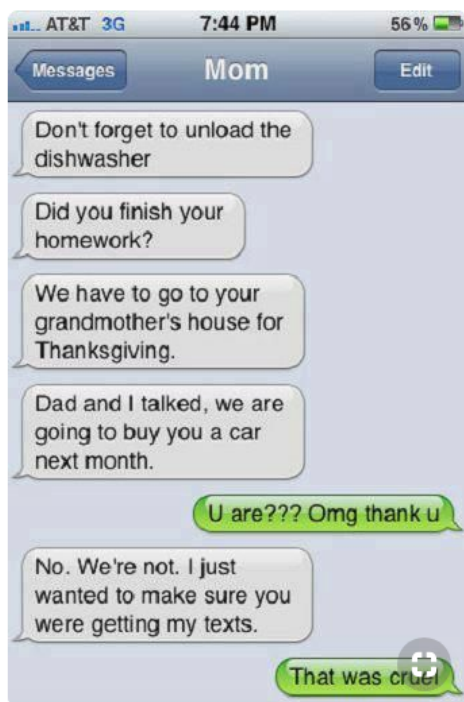 AT&T 3G 7:44 PM 56%
Messages Mom Edit
Don't forget to unload the
dishwasher
Did you finish your
homework?
We have to go to your
grandmother's house for
Thanksgiving.
Dad and I talked, we are
going to buy you a car
next month.
U are??? Omg thank u
No. We're not. I just
wanted to make sure you
were getting my texts.
That was cruel